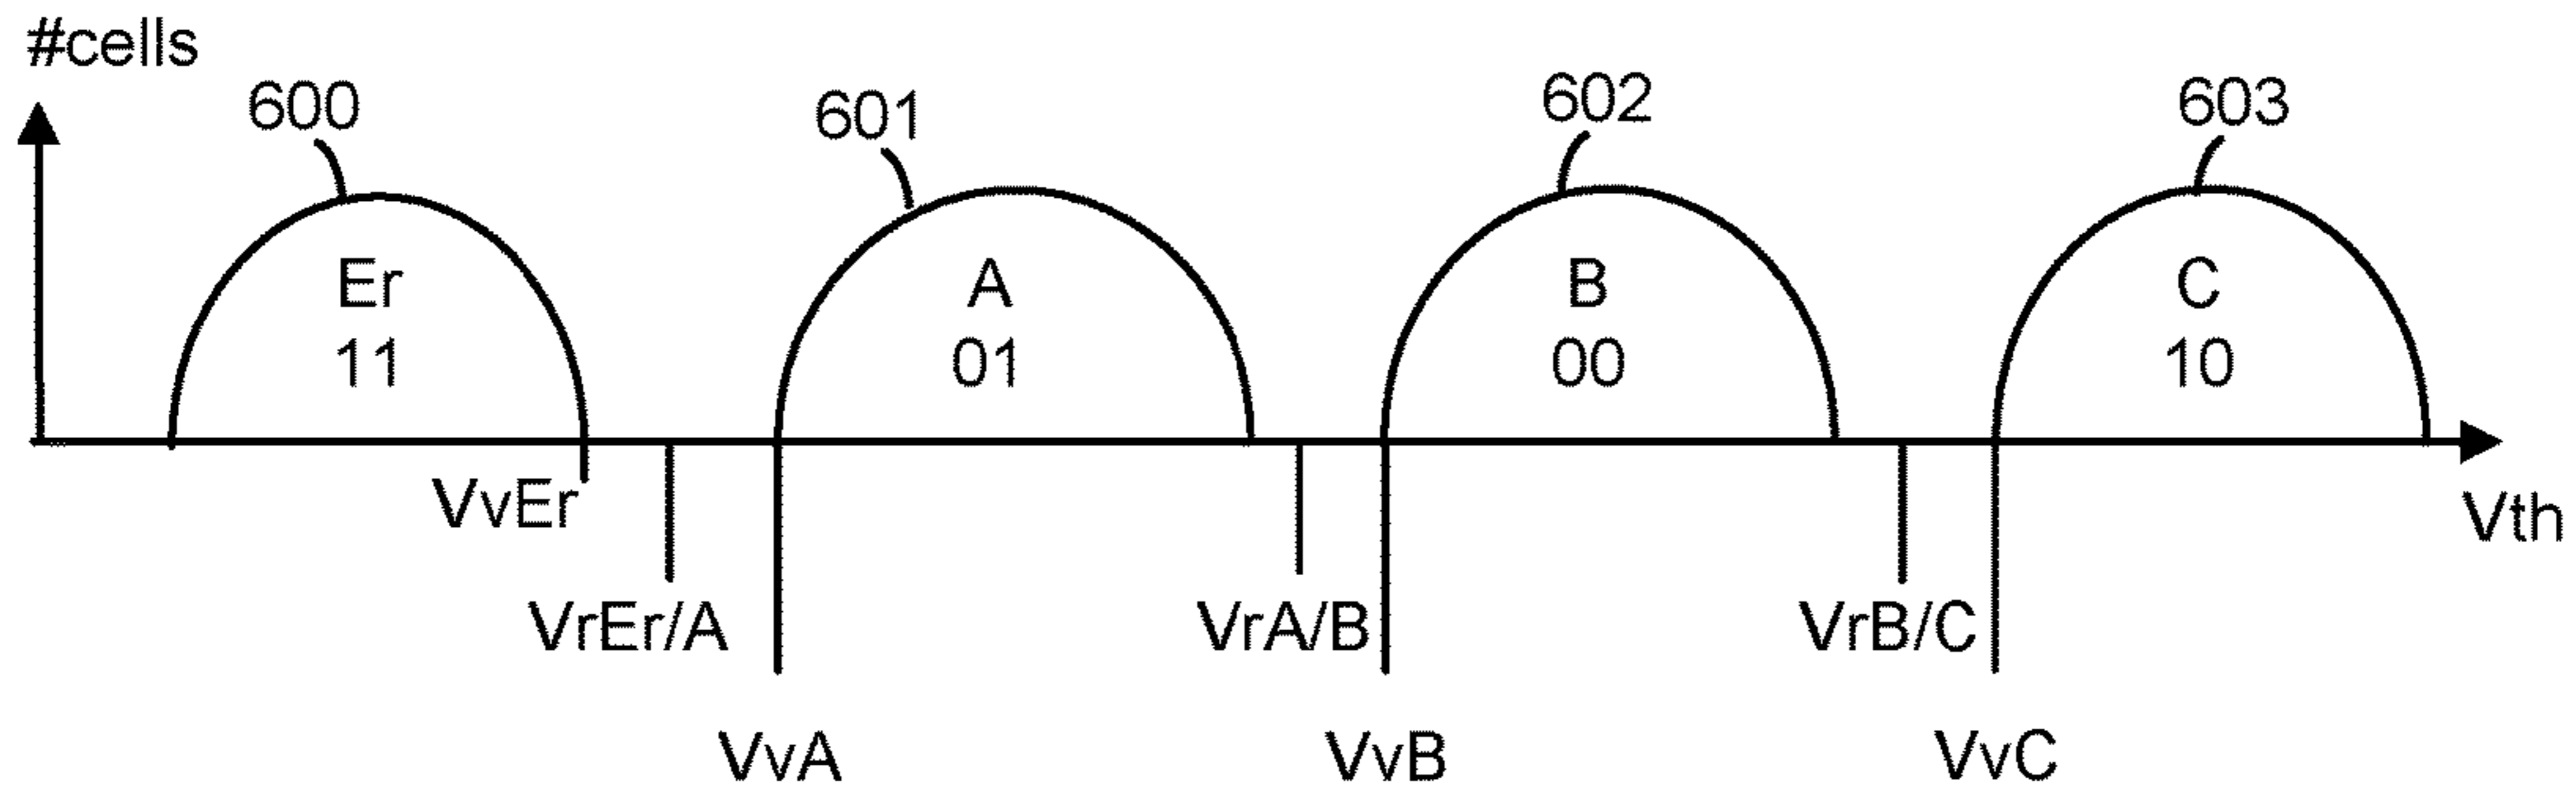 #cells
600
601
602
603
Er
A
B
C
11
01
00
10
VvEr
Vth
VrEr/A
VrA/B
VrB/C
VvA
VvB
VvC